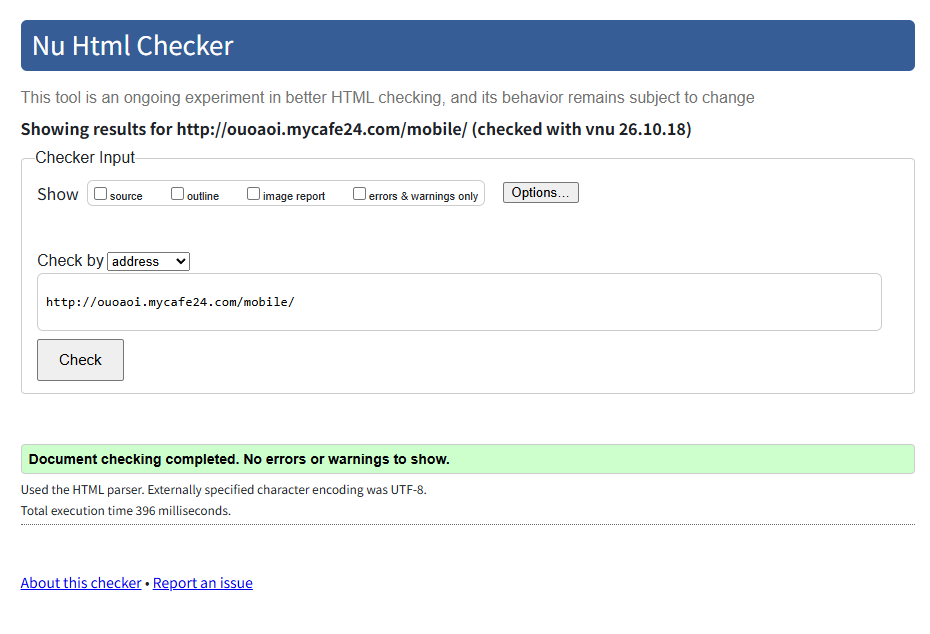 Nu Html Checker
This tool is an ongoing experiment in better HTML checking, and its behavior remains subject to change
Showing results for http://ouoaoi.mycafe24.com/mobile/ (checked with vnu 26.10.18)
Checker Input
Show source outline image report errors & warnings only Options...
Check by address
http://ouoaoi.mycafe24.com/mobile/
Check
Document checking completed. No errors or warnings to show.
Used the HTML parser. Externally specified character encoding was UTF-8.
Total execution time 396 milliseconds.
About this checker • Report an issue